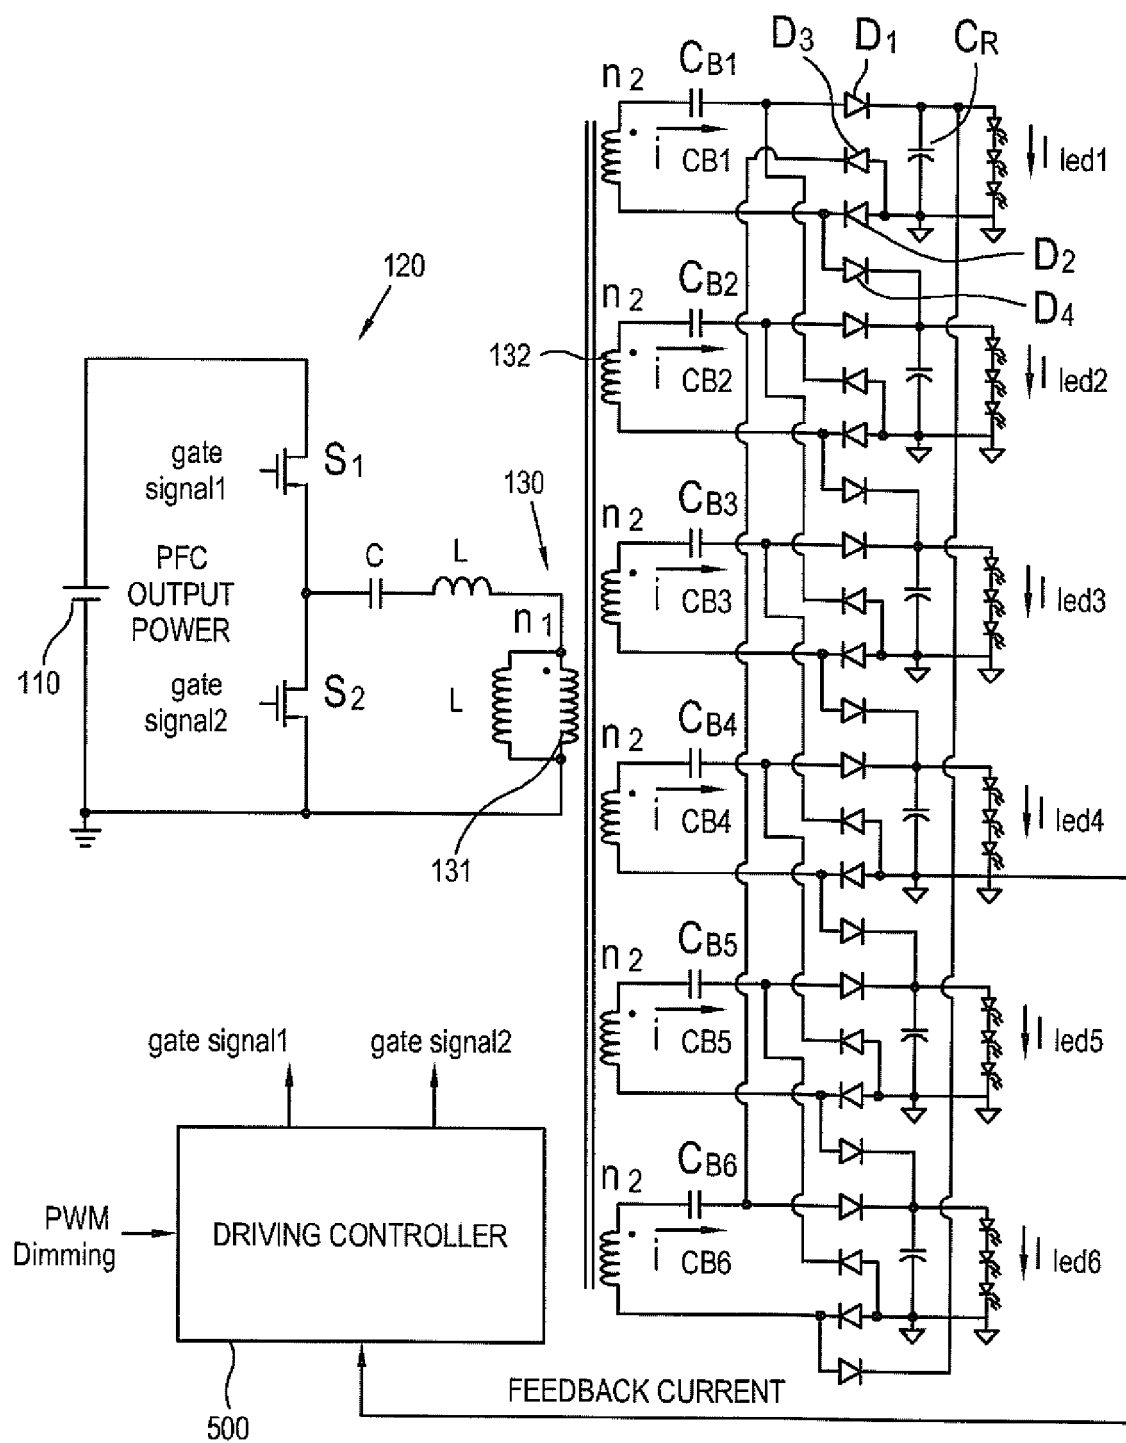 D3 D1 CR
n2 CB1
i CB1
I led1
D2
D4
120
n2 CB2
132
i CB2
I led2
gate signal1
S1
130
n2 CB3
PFC OUTPUT POWER
C L
i CB3
I led3
n1
110
gate signal2
S2
L
n2 CB4
i CB4
I led4
131
n2 CB5
i CB5
I led5
gate signal1 gate signal2
n2 CB6
PWM Dimming
DRIVING CONTROLLER
i CB6
I led6
500
FEEDBACK CURRENT